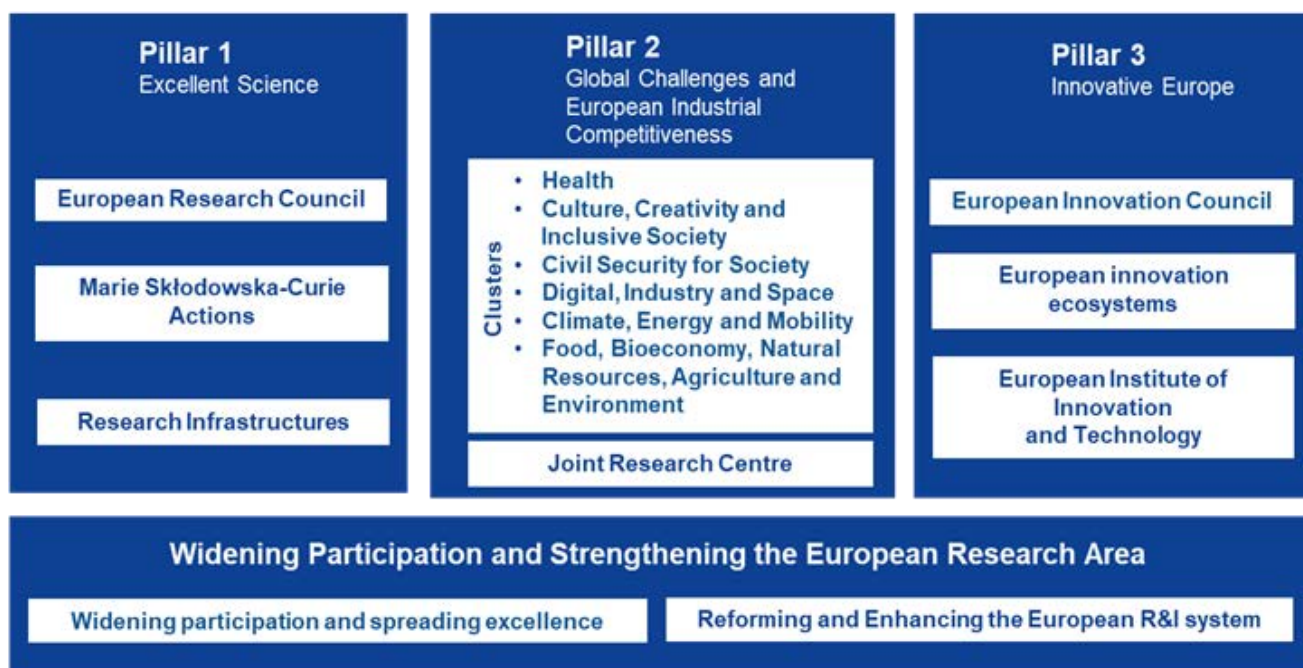 Pillar 1
Excellent Science
European Research Council
Marie Skłodowska-Curie
Actions
Research Infrastructures
Pillar 2
Global Challenges and
European Industrial
Competitiveness
Clusters
• Health
• Culture, Creativity and
Inclusive Society
• Civil Security for Society
• Digital, Industry and Space
• Climate, Energy and Mobility
• Food, Bioeconomy, Natural
Resources, Agriculture and
Environment
Joint Research Centre
Pillar 3
Innovative Europe
European Innovation Council
European innovation
ecosystems
European Institute of
Innovation
and Technology
Widening Participation and Strengthening the European Research Area
Widening participation and spreading excellence
Reforming and Enhancing the European R&I system